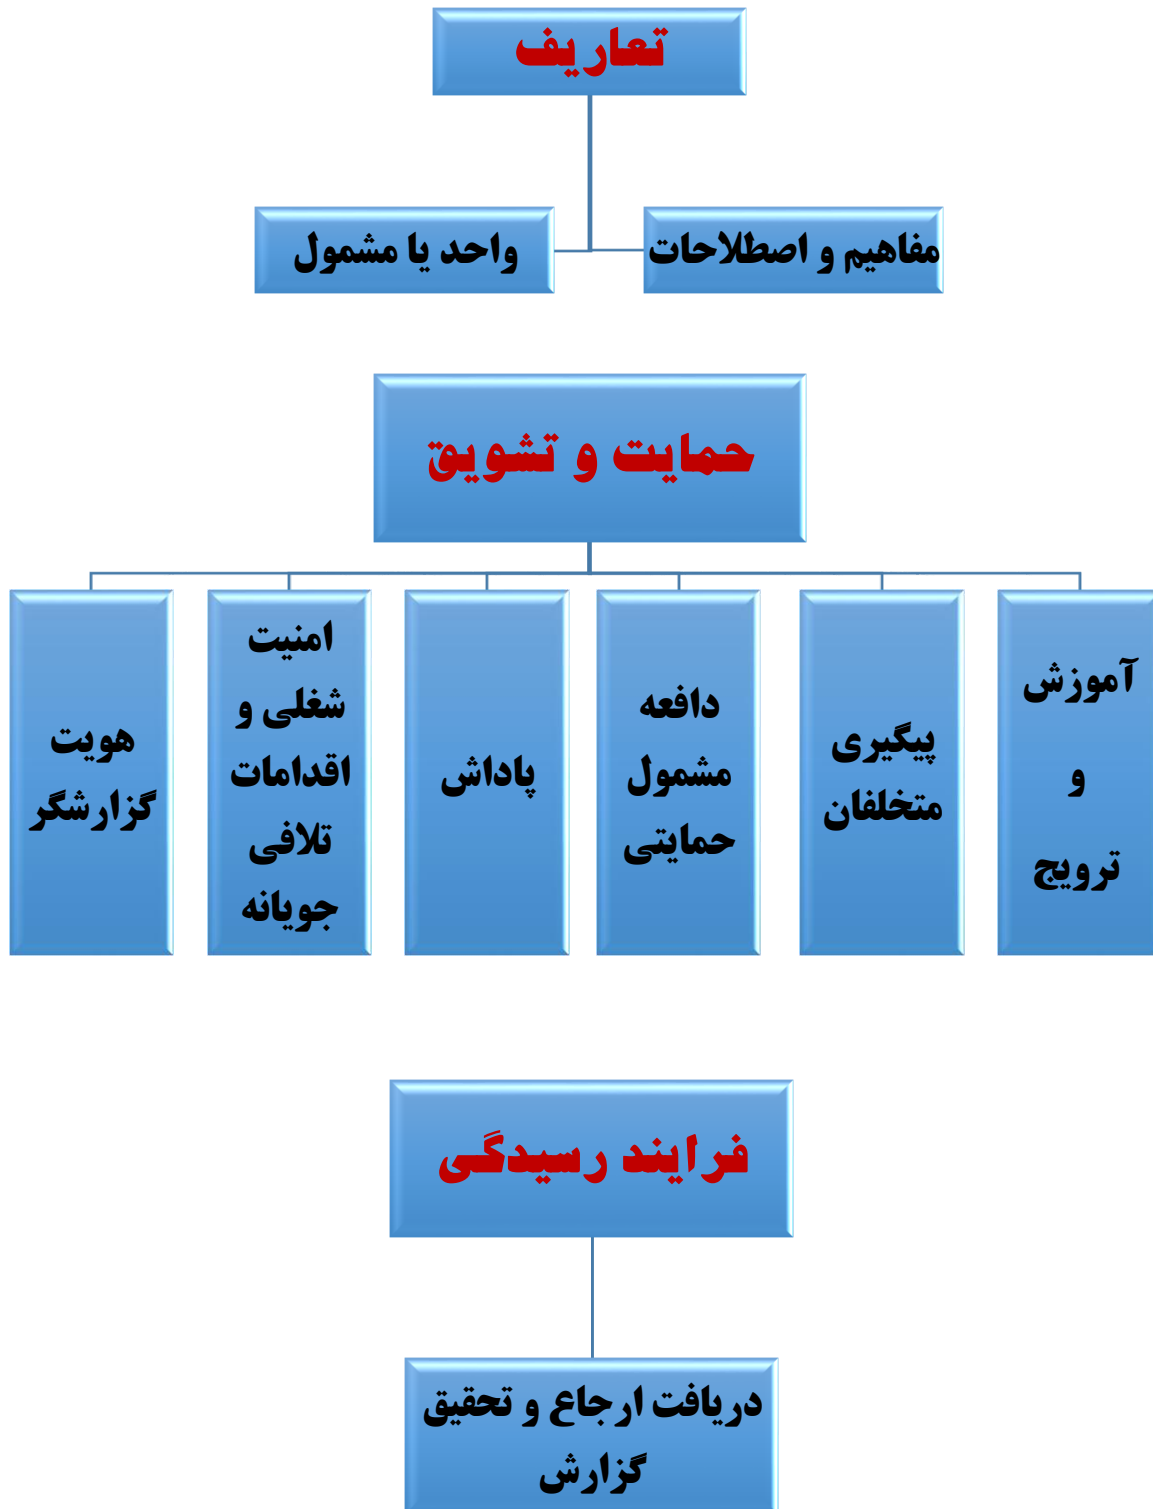 تعاریف
مفاهیم و اصطلاحات
واحد یا مشمول
حمایت و تشویق
آموزش
و
ترویج
پیگیری
متخلفان
دافعه
مشمول
حمایتی
پاداش
امنیت
شغلی و
اقدامات
تلافی
جویانه
هویت
گزارشگر
فرایند رسیدگی
دریافت ارجاع و تحقیق
گزارش